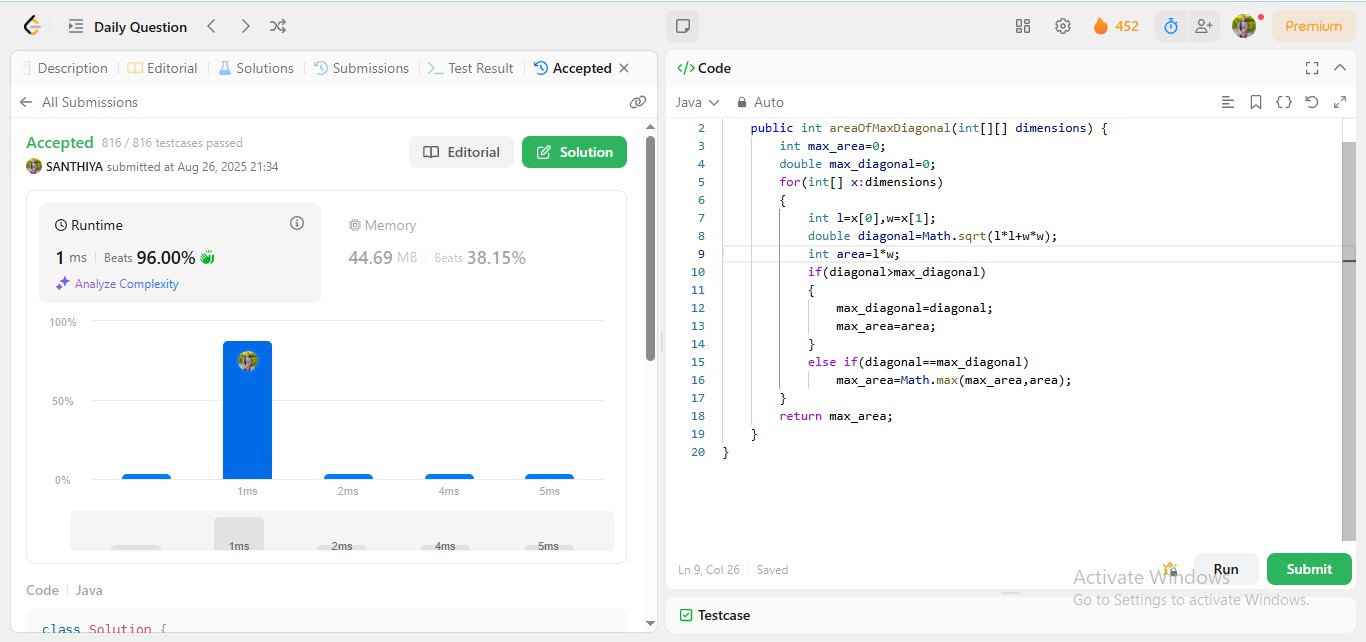 Daily Question
452
Premium
Description
Editorial
Solutions
Submissions
Test Result
Accepted
All Submissions
Accepted 816 / 816 testcases passed
SANTHIYA submitted at Aug 26, 2025 21:34
Editorial
Solution
Runtime
1 ms Beats 96.00%
Analyze Complexity
Memory
44.69 MB Beats 38.15%
100%
50%
0%
1ms 2ms 4ms 5ms
1ms 2ms 4ms 5ms
Code Java
class Solution {
</> Code
Java Auto
2 public int areaOfMaxDiagonal(int[][] dimensions) {
3 int max_area=0;
4 double max_diagonal=0;
5 for(int[] x:dimensions)
6 {
7 int l=x[0],w=x[1];
8 double diagonal=Math.sqrt(l*l+w*w);
9 int area=l*w;
10 if(diagonal>max_diagonal)
11 {
12 max_diagonal=diagonal;
13 max_area=area;
14 }
15 else if(diagonal==max_diagonal)
16 max_area=Math.max(max_area,area);
17 }
18 return max_area;
19 }
20 }
Ln 9, Col 26 Saved
Run
Submit
Activate Windows
Go to Settings to activate Windows.
Testcase